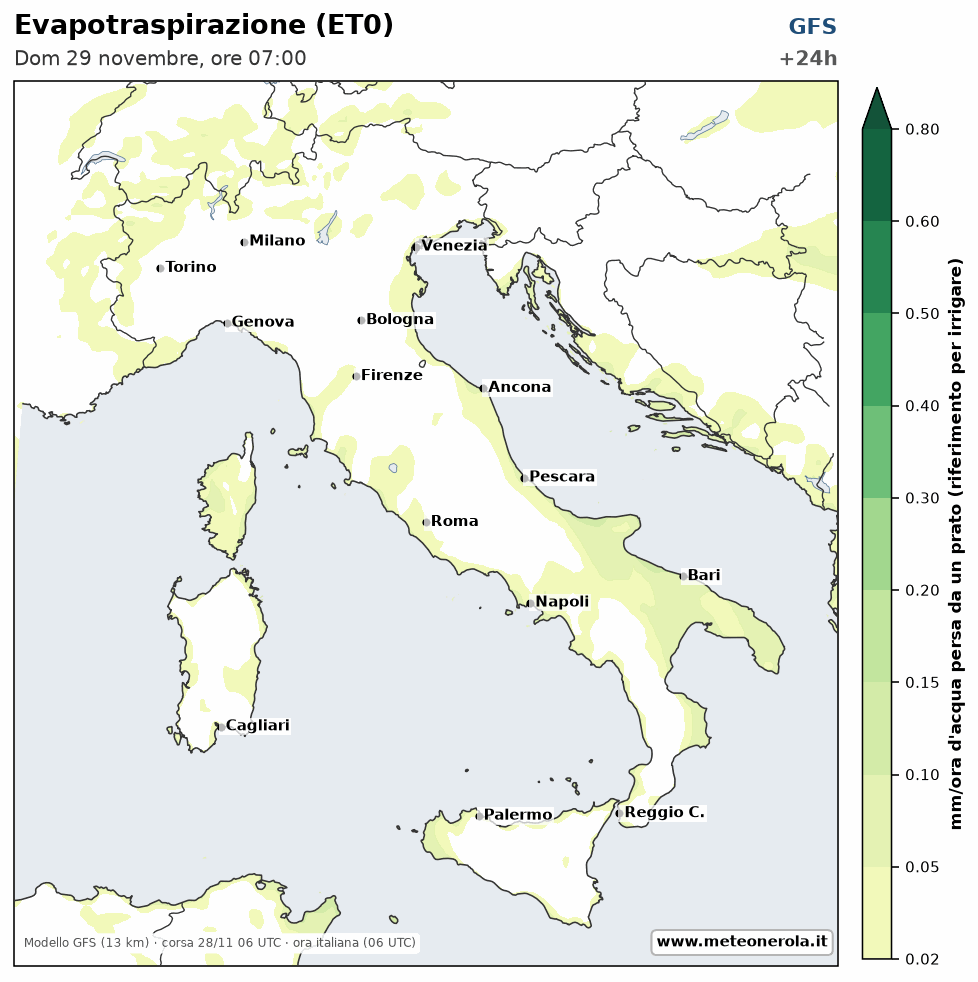 Evapotraspirazione (ET0)
GFS
Dom 29 novembre, ore 07:00
+24h
0.80
0.60
0.50
0.40
0.30
0.20
0.15
0.10
0.05
0.02
mm/ora d'acqua persa da un prato (riferimento per irrigare)
Milano
Venezia
Torino
Genova
Bologna
Firenze
Ancona
Pescara
Roma
Bari
Napoli
Cagliari
Palermo
Reggio C.
Modello GFS (13 km) · corsa 28/11 06 UTC · ora italiana (06 UTC)
www.meteonerola.it